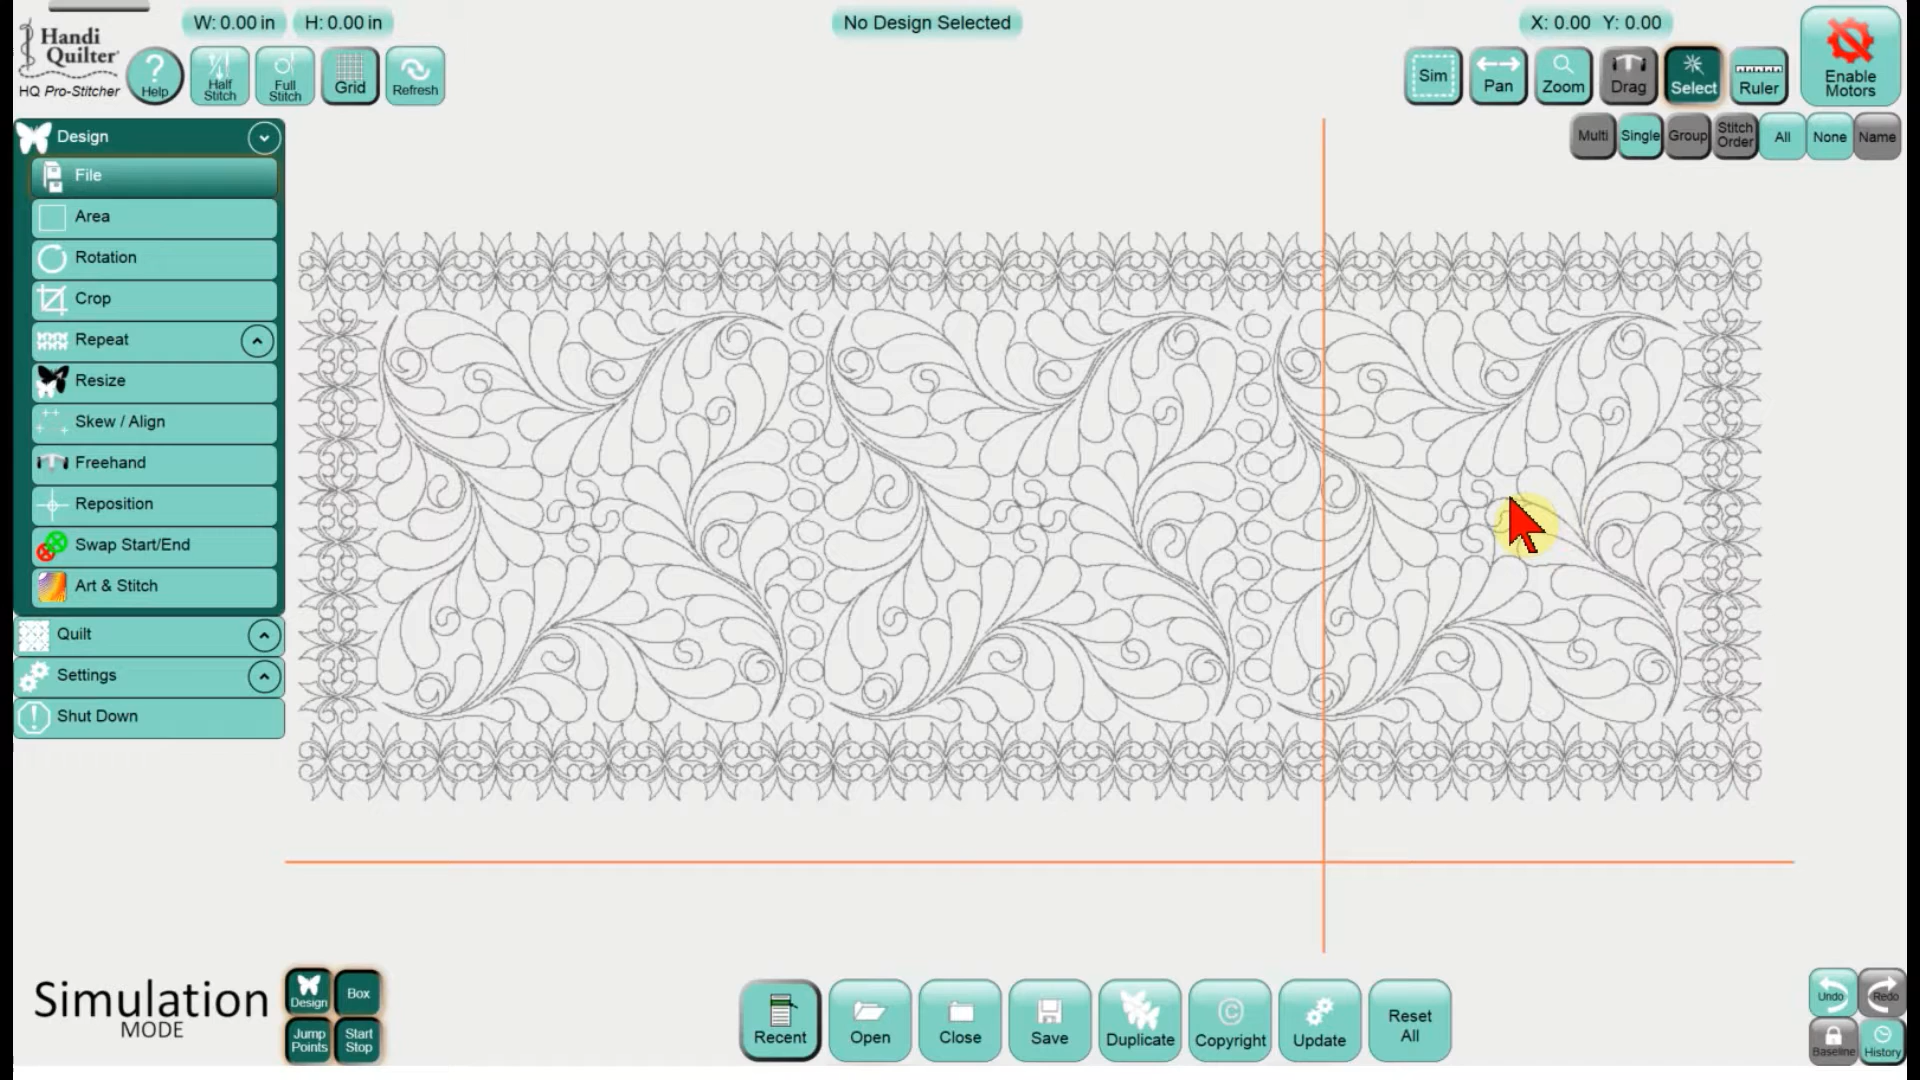 W: 0.00 in
H: 0.00 in
No Design Selected
X: 0.00 Y: 0.00
Handi
Quilter
HQ Pro-Stitcher
?
Help
Half
Stitch
Full
Stitch
Grid
Refresh
Sim
Pan
Zoom
Drag
Select
Ruler
Enable
Motors
Multi
Single
Group
Stitch
Order
All
None
Name
Design
File
Area
Rotation
Crop
Repeat
Resize
Skew / Align
Freehand
Reposition
Swap Start/End
Art & Stitch
Quilt
Settings
Shut Down
Simulation
MODE
Design
Box
Jump
Points
Start
Stop
Recent
Open
Close
Save
Duplicate
Copyright
Update
Reset
All
Undo
Redo
Baseline
History